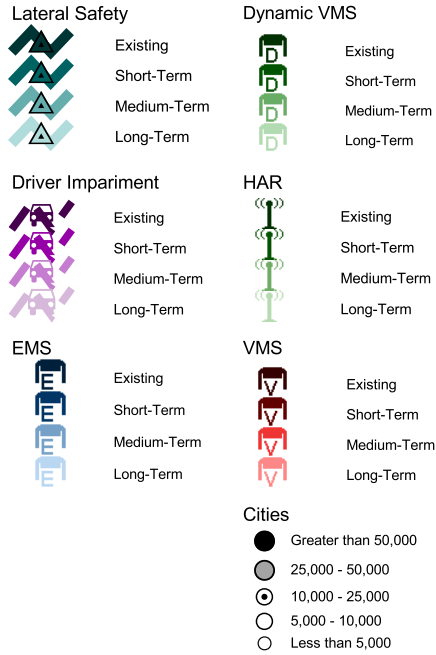 Lateral Safety
Existing
Short-Term
Medium-Term
Long-Term
Dynamic VMS
D Existing
D Short-Term
D Medium-Term
D Long-Term
Driver Impariment
Existing
Short-Term
Medium-Term
Long-Term
HAR
Existing
Short-Term
Medium-Term
Long-Term
EMS
E Existing
E Short-Term
E Medium-Term
E Long-Term
VMS
V Existing
V Short-Term
V Medium-Term
V Long-Term
Cities
Greater than 50,000
25,000 - 50,000
10,000 - 25,000
5,000 - 10,000
Less than 5,000